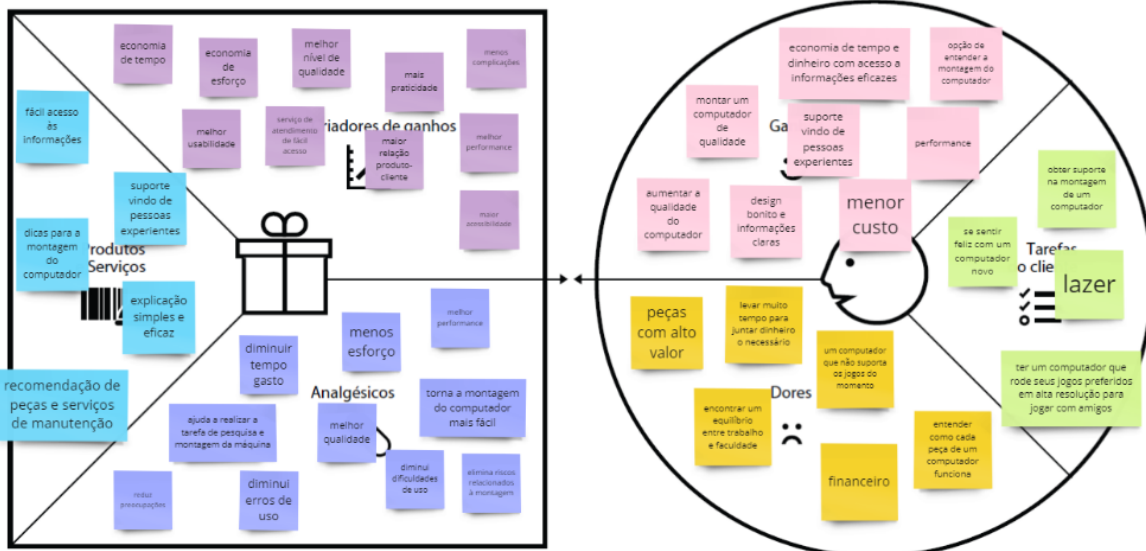 economia
de tempo
economia
de
esforço
melhor
nível de
qualidade
mais
praticidade
menos
complicações
melhor
usabilidade
serviço de
atendimento
de fácil
acesso
riadores de ganhos
maior
relação
produto-
cliente
melhor
performance
maior
acessibilidade
fácil acesso
às
informações
suporte
vindo de
pessoas
experientes
dicas para a
montagem do
computador
rodutos
Serviços
explicação
simples e
eficaz
recomendação de
peças e serviços
de manutenção
melhor
performance
menos
esforço
diminuir
tempo
gasto
Analgésicos
torna a montagem
do computador
mais fácil
ajuda a realizar a
tarefa de pesquisa e
montagem da máquina
melhor
qualidade
diminui
dificuldades
de uso
elimina riscos
relacionados
à montagem
reduz
preocupações
diminui
erros de
uso
economia de tempo e
dinheiro com acesso a
informações eficazes
opção de
entender a
montagem do
computador
montar um
computador
de qualidade
Ga
suporte
vindo de
pessoas
experientes
performance
aumentar a
qualidade do
computador
design
bonito e
informações
claras
menor
custo
obter suporte
na montagem
de um
computador
se sentir
feliz com um
computador
novo
Tarefas
o clie
lazer
ter um computador que
rode seus jogos preferidos
em alta resolução para
jogar com amigos
peças
com alto
valor
levar muito
tempo para
juntar dinheiro
o necessário
um computador
que não suporta
os jogos do
momento
Dores
encontrar um
equilíbrio
entre trabalho
e faculdade
financeiro
entender
como cada
peça de um
computador
funciona